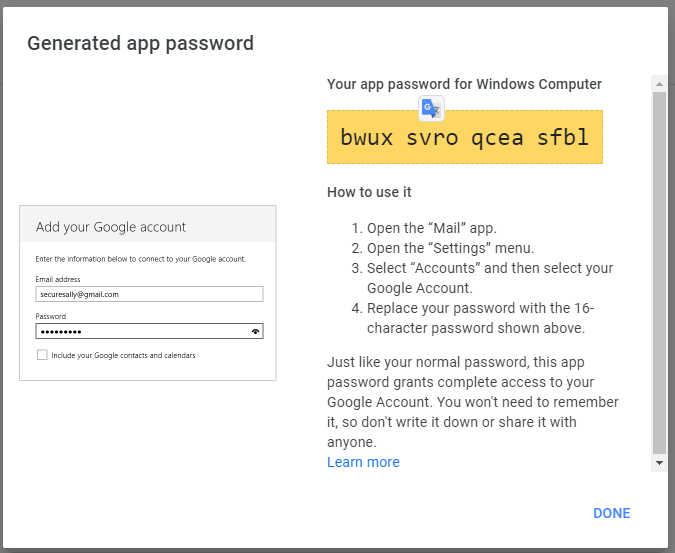 Generated app password
Your app password for Windows Computer
bwux svro qcea sfbl
How to use it
1. Open the “Mail” app.
2. Open the “Settings” menu.
3. Select “Accounts” and then select your
Google Account.
4. Replace your password with the 16-
character password shown above.
Just like your normal password, this app
password grants complete access to your
Google Account. You won't need to remember
it, so don't write it down or share it with
anyone.
Learn more
Add your Google account
Enter the information below to connect to your Google account.
Email address
securesally@gmail.com
Password
•••••••••
Include your Google contacts and calendars
DONE